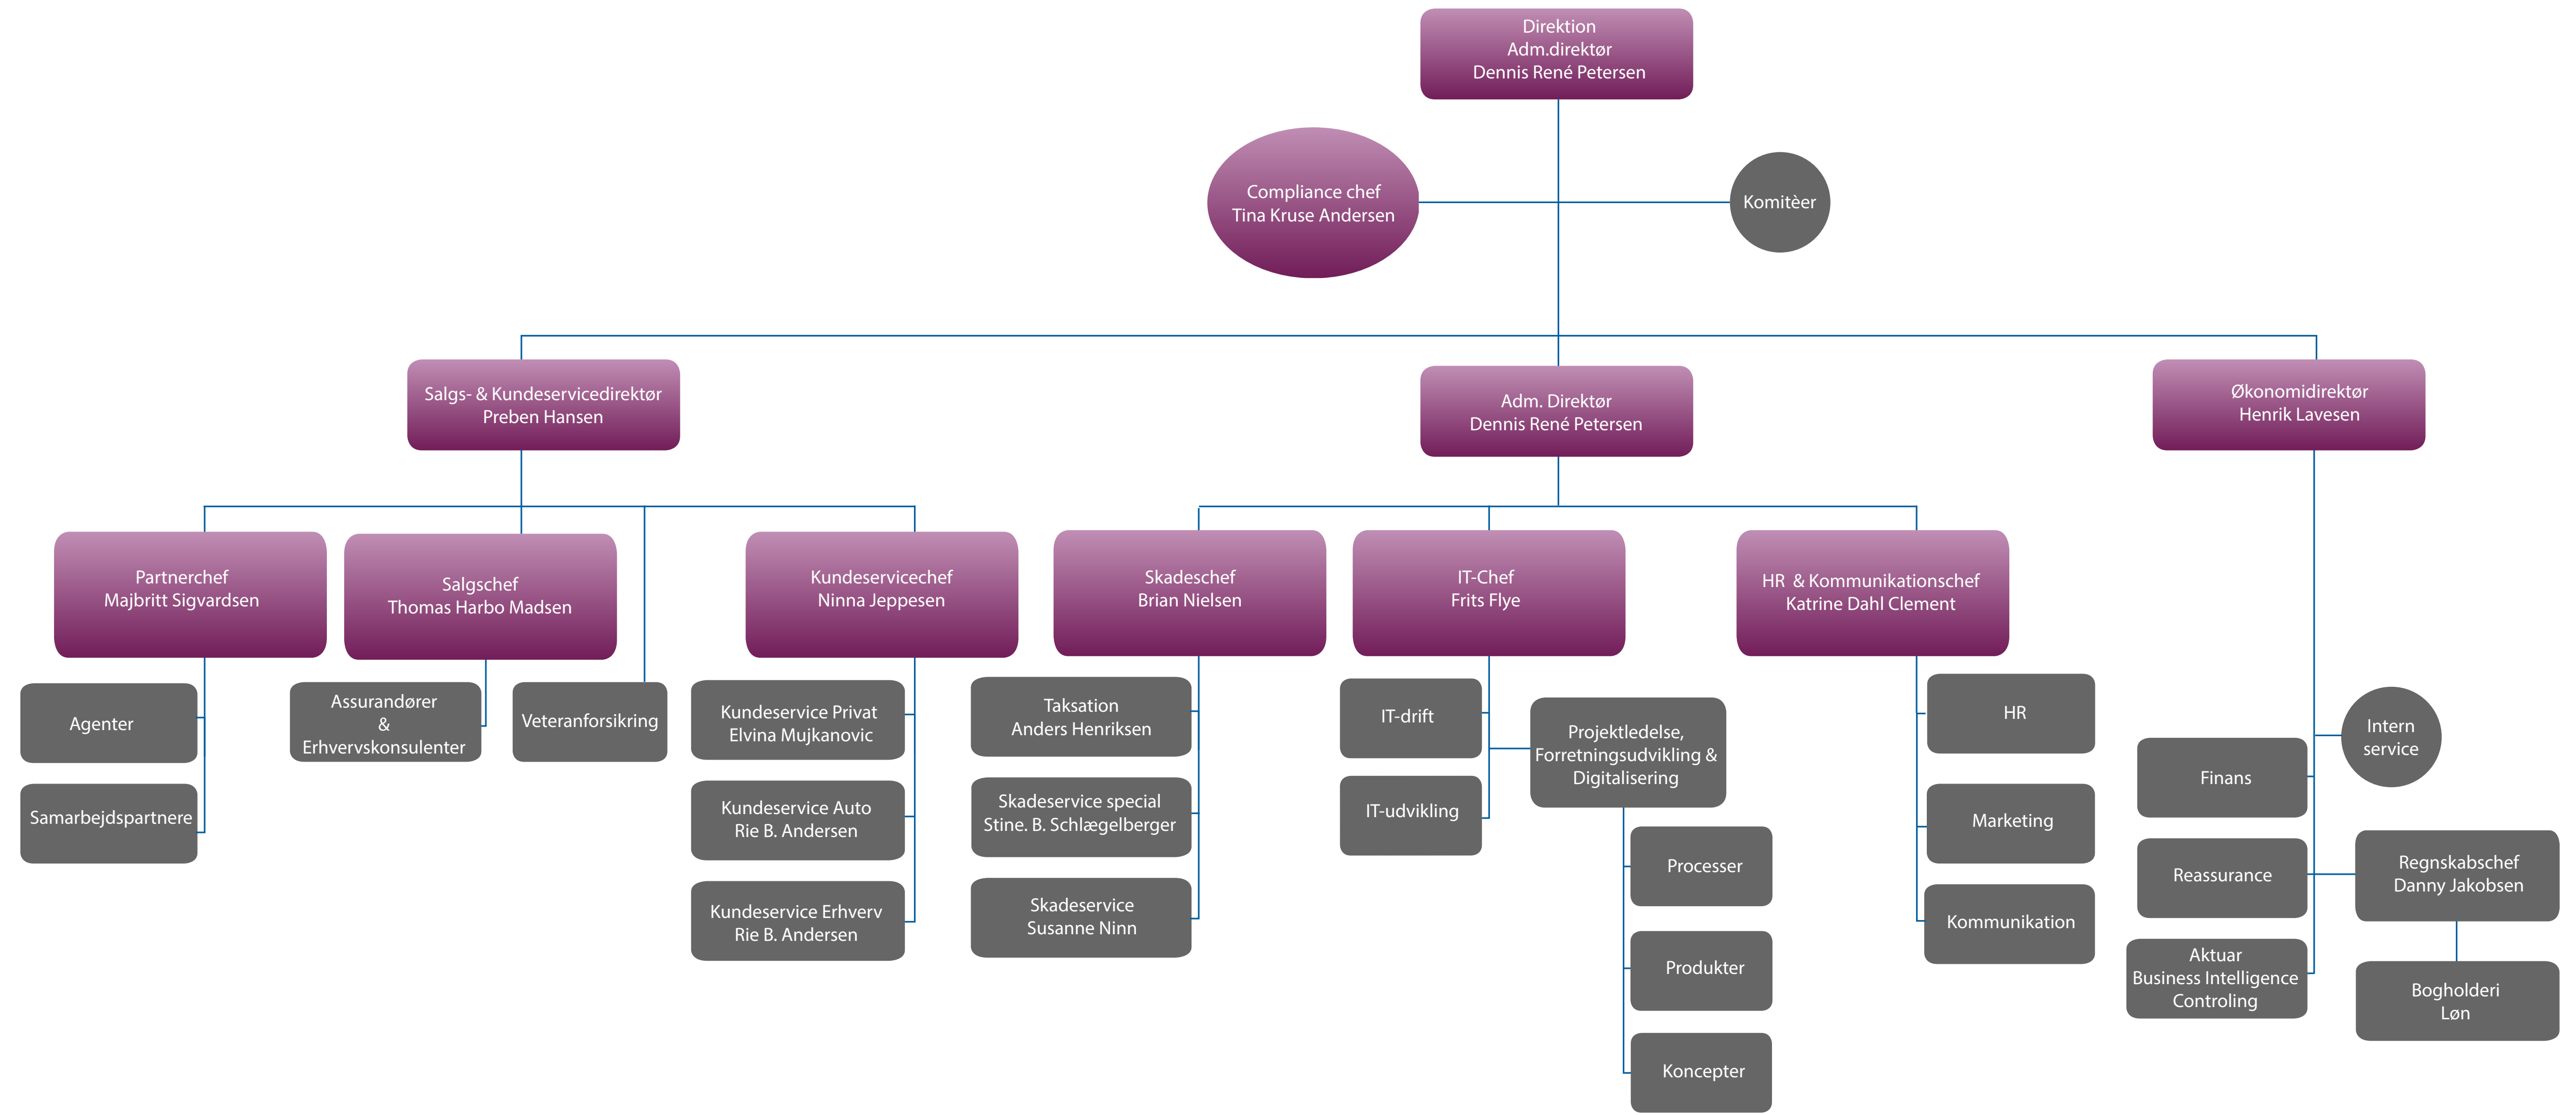 Direktion
Adm.direktør
Dennis René Petersen
Compliance chef
Tina Kruse Andersen
Komitèer
Salgs- & Kundeservicedirektør
Preben Hansen
Adm. Direktør
Dennis René Petersen
Økonomidirektør
Henrik Lavesen
Partnerchef
Majbritt Sigvardsen
Salgschef
Thomas Harbo Madsen
Kundeservicechef
Ninna Jeppesen
Skadeschef
Brian Nielsen
IT-Chef
Frits Flye
HR & Kommunikationschef
Katrine Dahl Clement
Agenter
Samarbejdspartnere
Assurandører
&
Erhvervskonsulenter
Veteranforsikring
Kundeservice Privat
Elvina Mujkanovic
Kundeservice Auto
Rie B. Andersen
Kundeservice Erhverv
Rie B. Andersen
Taksation
Anders Henriksen
Skadeservice special
Stine. B. Schlægelberger
Skadeservice
Susanne Ninn
IT-drift
IT-udvikling
Projektledelse,
Forretningsudvikling &
Digitalisering
Processer
Produkter
Koncepter
HR
Marketing
Kommunikation
Intern
service
Finans
Reassurance
Aktuar
Business Intelligence
Controling
Regnskabschef
Danny Jakobsen
Bogholderi
Løn